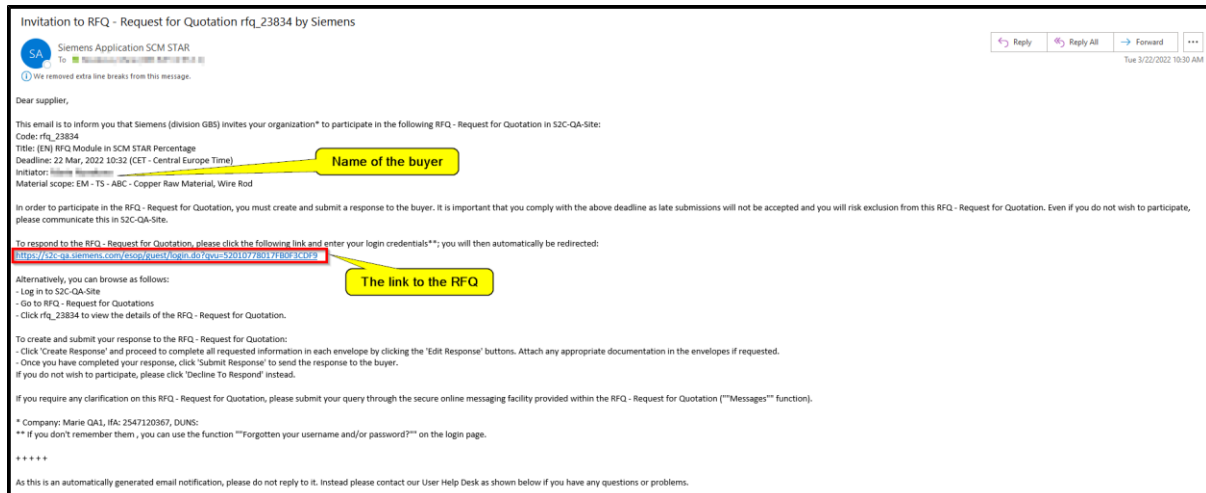 Invitation to RFQ - Request for Quotation rfq_23834 by Siemens
SA
Siemens Application SCM STAR
To
Reply
Reply All
Forward
Tue 3/22/2022 10:30 AM
We removed extra line breaks from this message.
Dear supplier,
This email is to inform you that Siemens (division GBS) invites your organization* to participate in the following RFQ - Request for Quotation in S2C-QA-Site:
Code: rfq_23834
Title: (EN) RFQ Module in SCM STAR Percentage
Deadline: 22 Mar, 2022 10:32 (CET - Central Europe Time)
Name of the buyer
Initiator:
Material scope: EM - TS - ABC - Copper Raw Material, Wire Rod
In order to participate in the RFQ - Request for Quotation, you must create and submit a response to the buyer. It is important that you comply with the above deadline as late submissions will not be accepted and you will risk exclusion from this RFQ - Request for Quotation. Even if you do not wish to participate,
please communicate this in S2C-QA-Site.
To respond to the RFQ - Request for Quotation, please click the following link and enter your login credentials**; you will then automatically be redirected:
https://s2c-qa.siemens.com/esop/guest/login.do?qvu=52010778017FB0F3CDF9
The link to the RFQ
Alternatively, you can browse as follows:
- Log in to S2C-QA-Site
- Go to RFQ - Request for Quotations
- Click rfq_23834 to view the details of the RFQ - Request for Quotation.
To create and submit your response to the RFQ - Request for Quotation:
- Click 'Create Response' and proceed to complete all requested information in each envelope by clicking the 'Edit Response' buttons. Attach any appropriate documentation in the envelopes if requested.
- Once you have completed your response, click 'Submit Response' to send the response to the buyer.
If you do not wish to participate, please click 'Decline To Respond' instead.
If you require any clarification on this RFQ - Request for Quotation, please submit your query through the secure online messaging facility provided within the RFQ - Request for Quotation (""Messages"" function).
* Company: Marie QA1, IfA: 2547120367, DUNS:
** If you don't remember them , you can use the function ""Forgotten your username and/or password?"" on the login page.
+ + + + +
As this is an automatically generated email notification, please do not reply to it. Instead please contact our User Help Desk as shown below if you have any questions or problems.